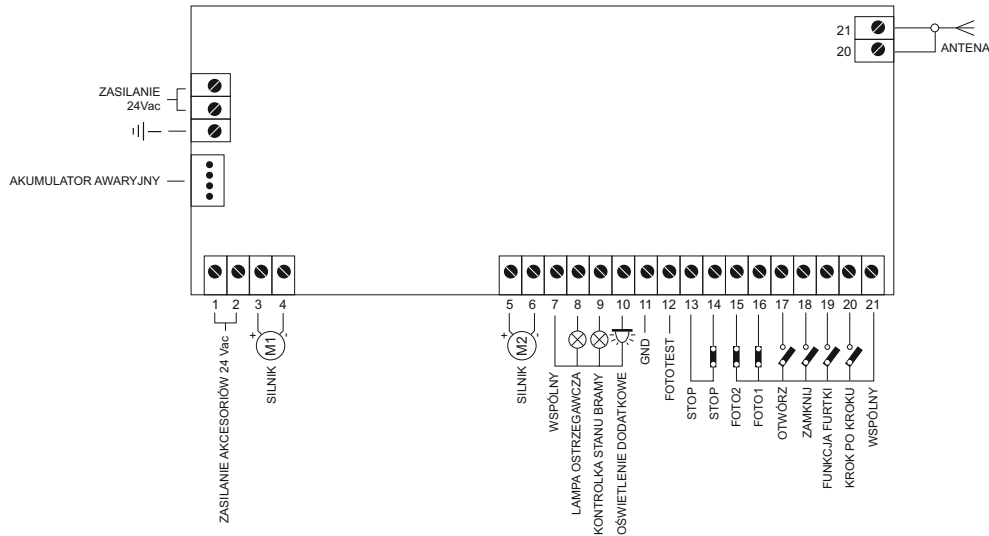 21
20
ANTENA
ZASILANIE
24Vac
AKUMULATOR AWARYJNY
1 2 3 4
5 6 7 8 9 10 11 12 13 14 15 16 17 18 19 20 21
ZASILANIE AKCESORIÓW 24 Vac
+ M1 -
SILNIK
+ M2 -
SILNIK
WSPÓLNY
LAMPA OSTRZEGAWCZA
KONTROLKA STANU BRAMY
OŚWIETLENIE DODATKOWE
GND
FOTOTEST
STOP
STOP
FOTO2
FOTO1
OTWÓRZ
ZAMKNIJ
FUNKCJA FURTKI
KROK PO KROKU
WSPÓLNY